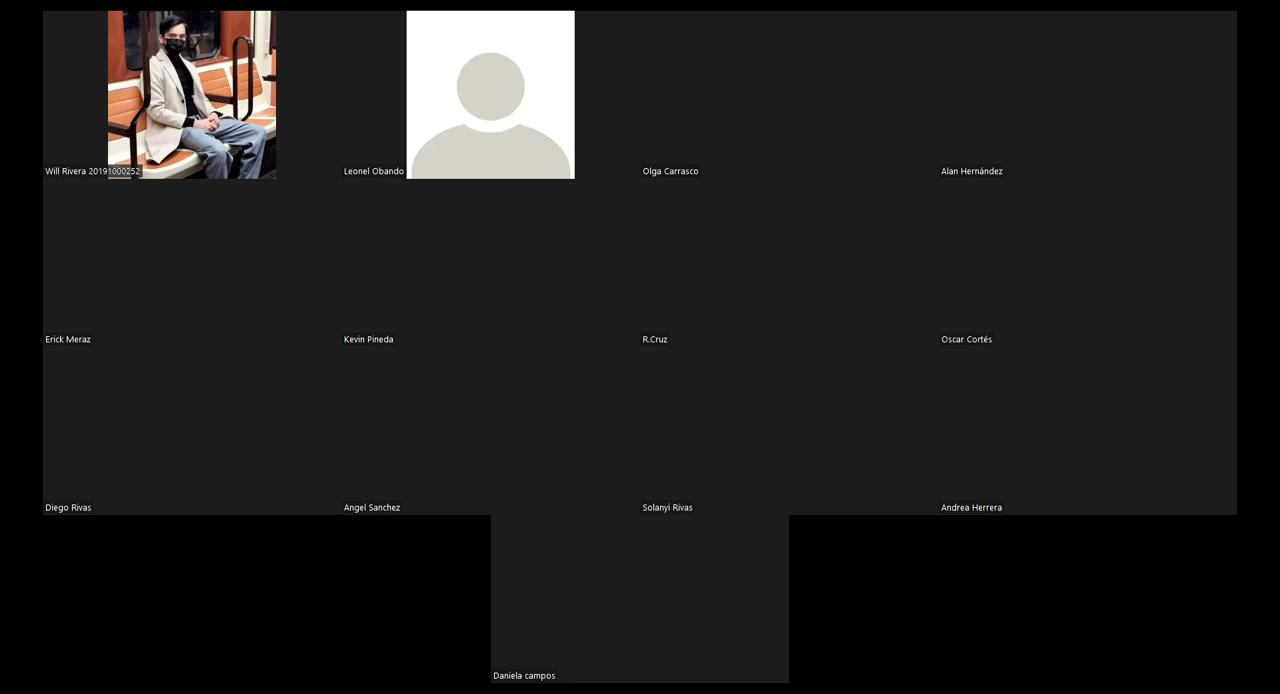 Will Rivera 20191000252
Leonel Obando
Olga Carrasco
Alan Hernández
Erick Meraz
Kevin Pineda
R.Cruz
Oscar Cortés
Diego Rivas
Angel Sanchez
Solanyi Rivas
Andrea Herrera
Daniela campos